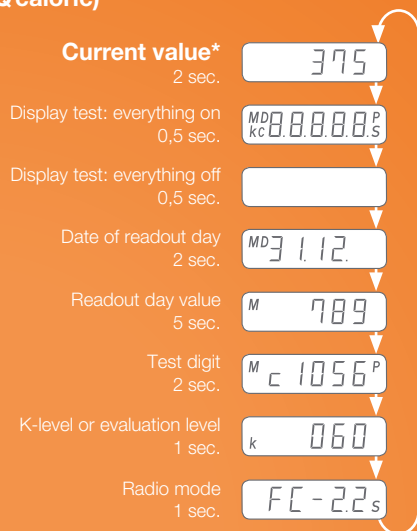 caloric)
Current value*
2 sec.
375
Display test: everything on
0,5 sec.
MD kc 8.8.8.8.8. P S
Display test: everything off
0,5 sec.
Date of readout day
2 sec.
MD 31.12.
Readout day value
5 sec.
M 789
Test digit
2 sec.
M c 1056 P
K-level or evaluation level
1 sec.
k 060
Radio mode
1 sec.
FC-2.2s